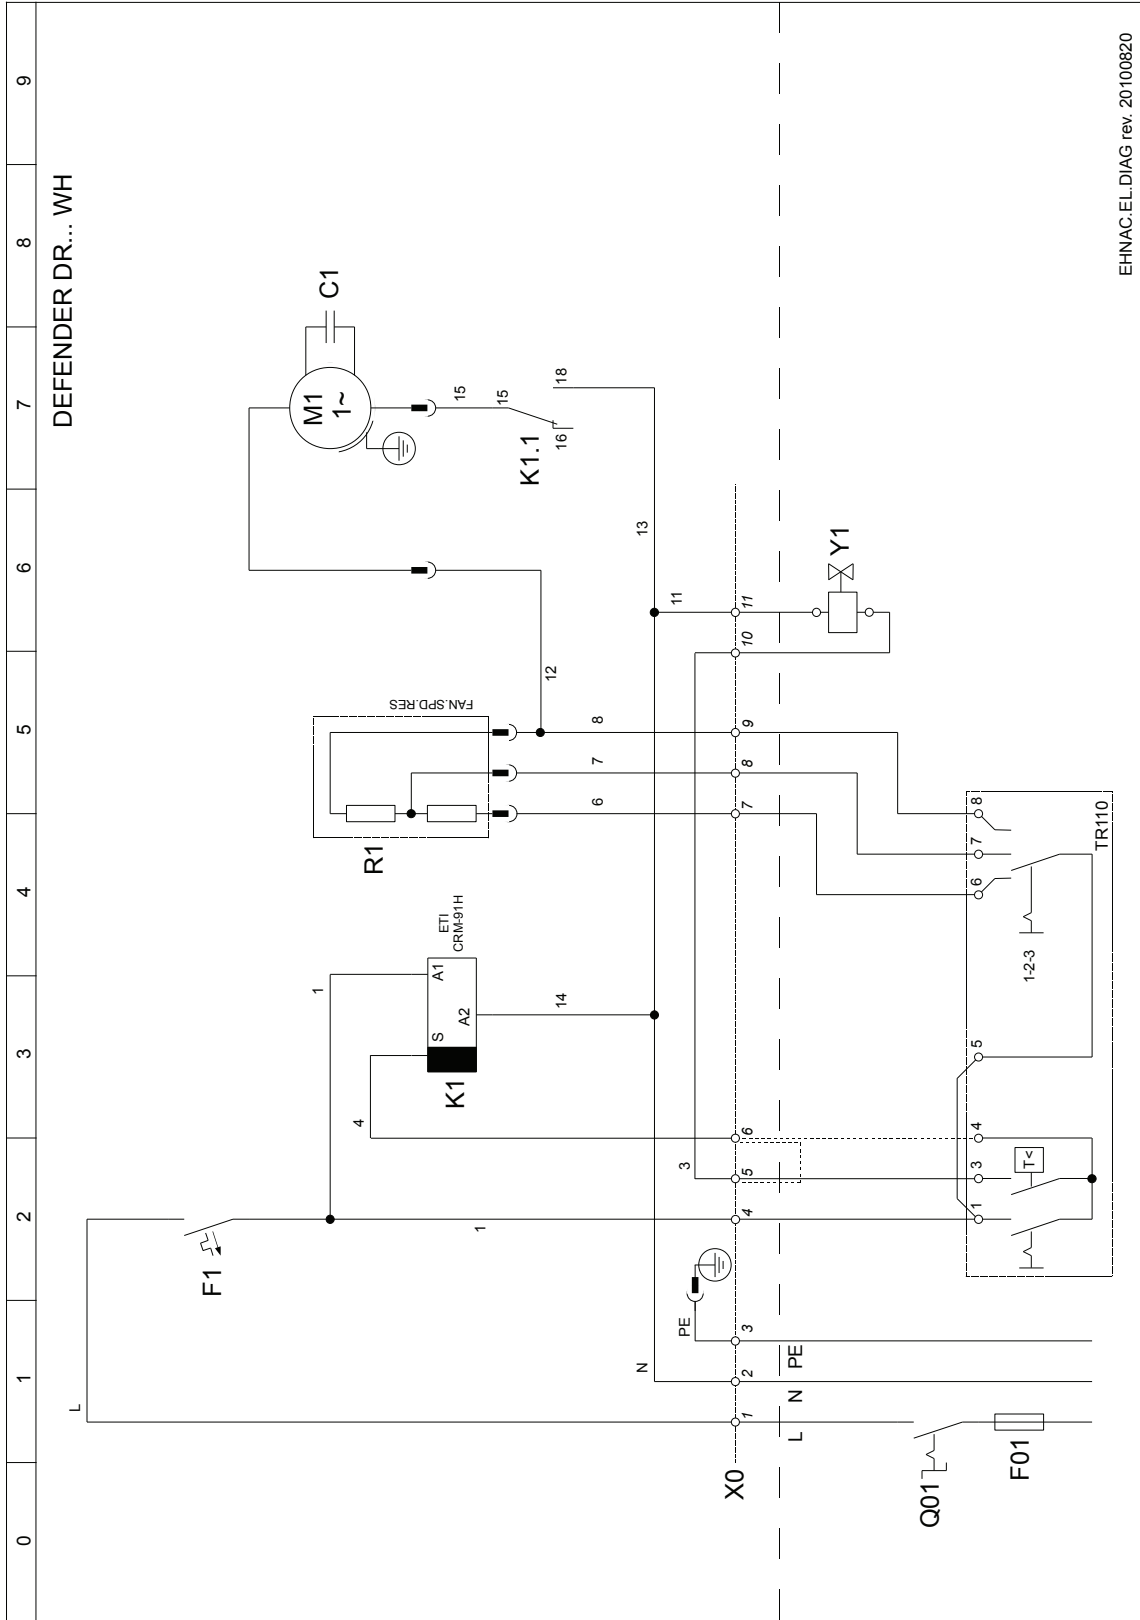 0 1 2 3 4 5 6 7 8 9
DEFENDER DR... WH
L
F1
1
1
4
K1
S
A1
A2
ETI
CRM-91H
14
R1
FAN.SPD.RES
6
7
8
12
M1
1~
C1
15
15
K1.1
16
18
13
11
N
PE
3
X0
1
2
3
4
5
6
7
8
9
10
11
L
N
PE
Y1
Q01
F01
1
3
4
5
6
7
8
T<
1-2-3
TR110
EHNAC.EL.DIAG rev. 20100820